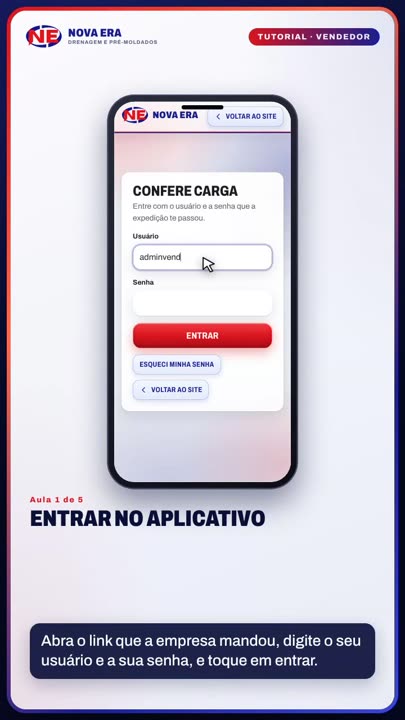 NE NOVA ERA
DRENAGEM E PRÉ-MOLDADOS
TUTORIAL · VENDEDOR
NE NOVA ERA
VOLTAR AO SITE
CONFERE CARGA
Entre com o usuário e a senha que a
expedição te passou.
Usuário
adminvend
Senha
ENTRAR
ESQUECI MINHA SENHA
VOLTAR AO SITE
Aula 1 de 5
ENTRAR NO APLICATIVO
Abra o link que a empresa mandou, digite o seu
usuário e a sua senha, e toque em entrar.